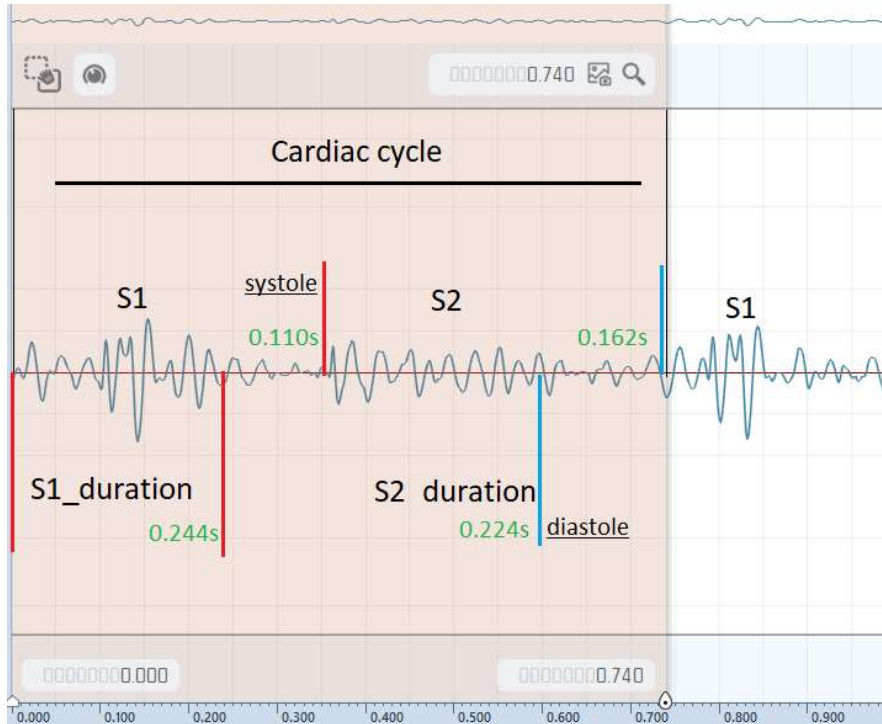 0.740
Cardiac cycle
S1
systole
S2
S1
0.110s
0.162s
S1_duration
S2 duration
0.244s
0.224s
diastole
0.000
0.740
0.000 0.100 0.200 0.300 0.400 0.500 0.600 0.700 0.800 0.900